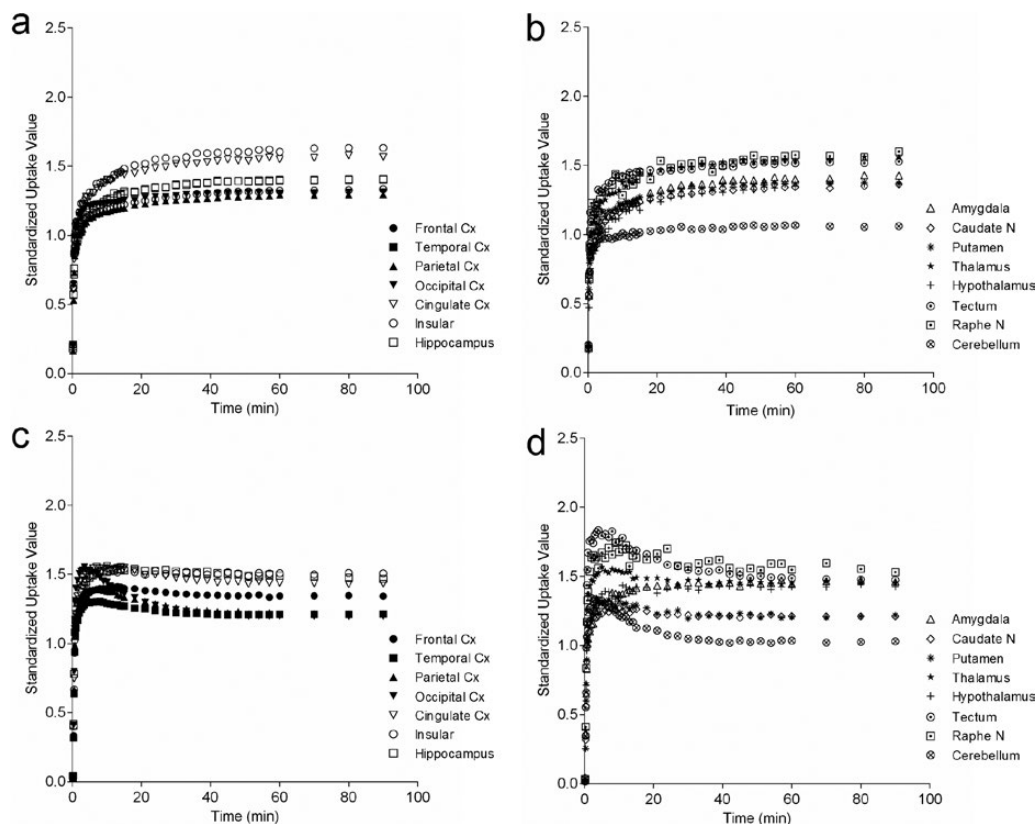 a
Standardized Uptake Value
2.5
2.0
1.5
1.0
0.5
0.0
0 20 40 60 80 100
Time (min)
Frontal Cx
Temporal Cx
Parietal Cx
Occipital Cx
Cingulate Cx
Insular
Hippocampus
b
Standardized Uptake Value
2.5
2.0
1.5
1.0
0.5
0.0
0 20 40 60 80 100
Time (min)
Amygdala
Caudate N
Putamen
Thalamus
Hypothalamus
Tectum
Raphe N
Cerebellum
c
Standardized Uptake Value
2.5
2.0
1.5
1.0
0.5
0.0
0 20 40 60 80 100
Time (min)
Frontal Cx
Temporal Cx
Parietal Cx
Occipital Cx
Cingulate Cx
Insular
Hippocampus
d
Standardized Uptake Value
2.5
2.0
1.5
1.0
0.5
0.0
0 20 40 60 80 100
Time (min)
Amygdala
Caudate N
Putamen
Thalamus
Hypothalamus
Tectum
Raphe N
Cerebellum